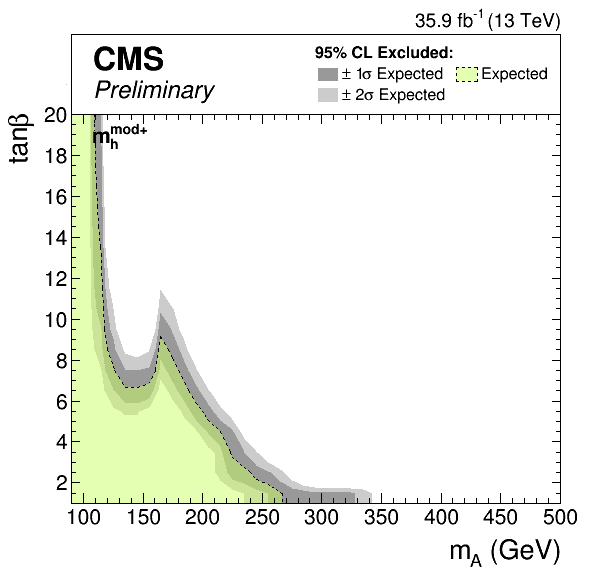 35.9 fb⁻¹ (13 TeV)
CMS
Preliminary
95% CL Excluded:
± 1σ Expected
Expected
± 2σ Expected
tanβ
m_h^mod+
20
18
16
14
12
10
8
6
4
2
100 150 200 250 300 350 400 450 500
m_A (GeV)